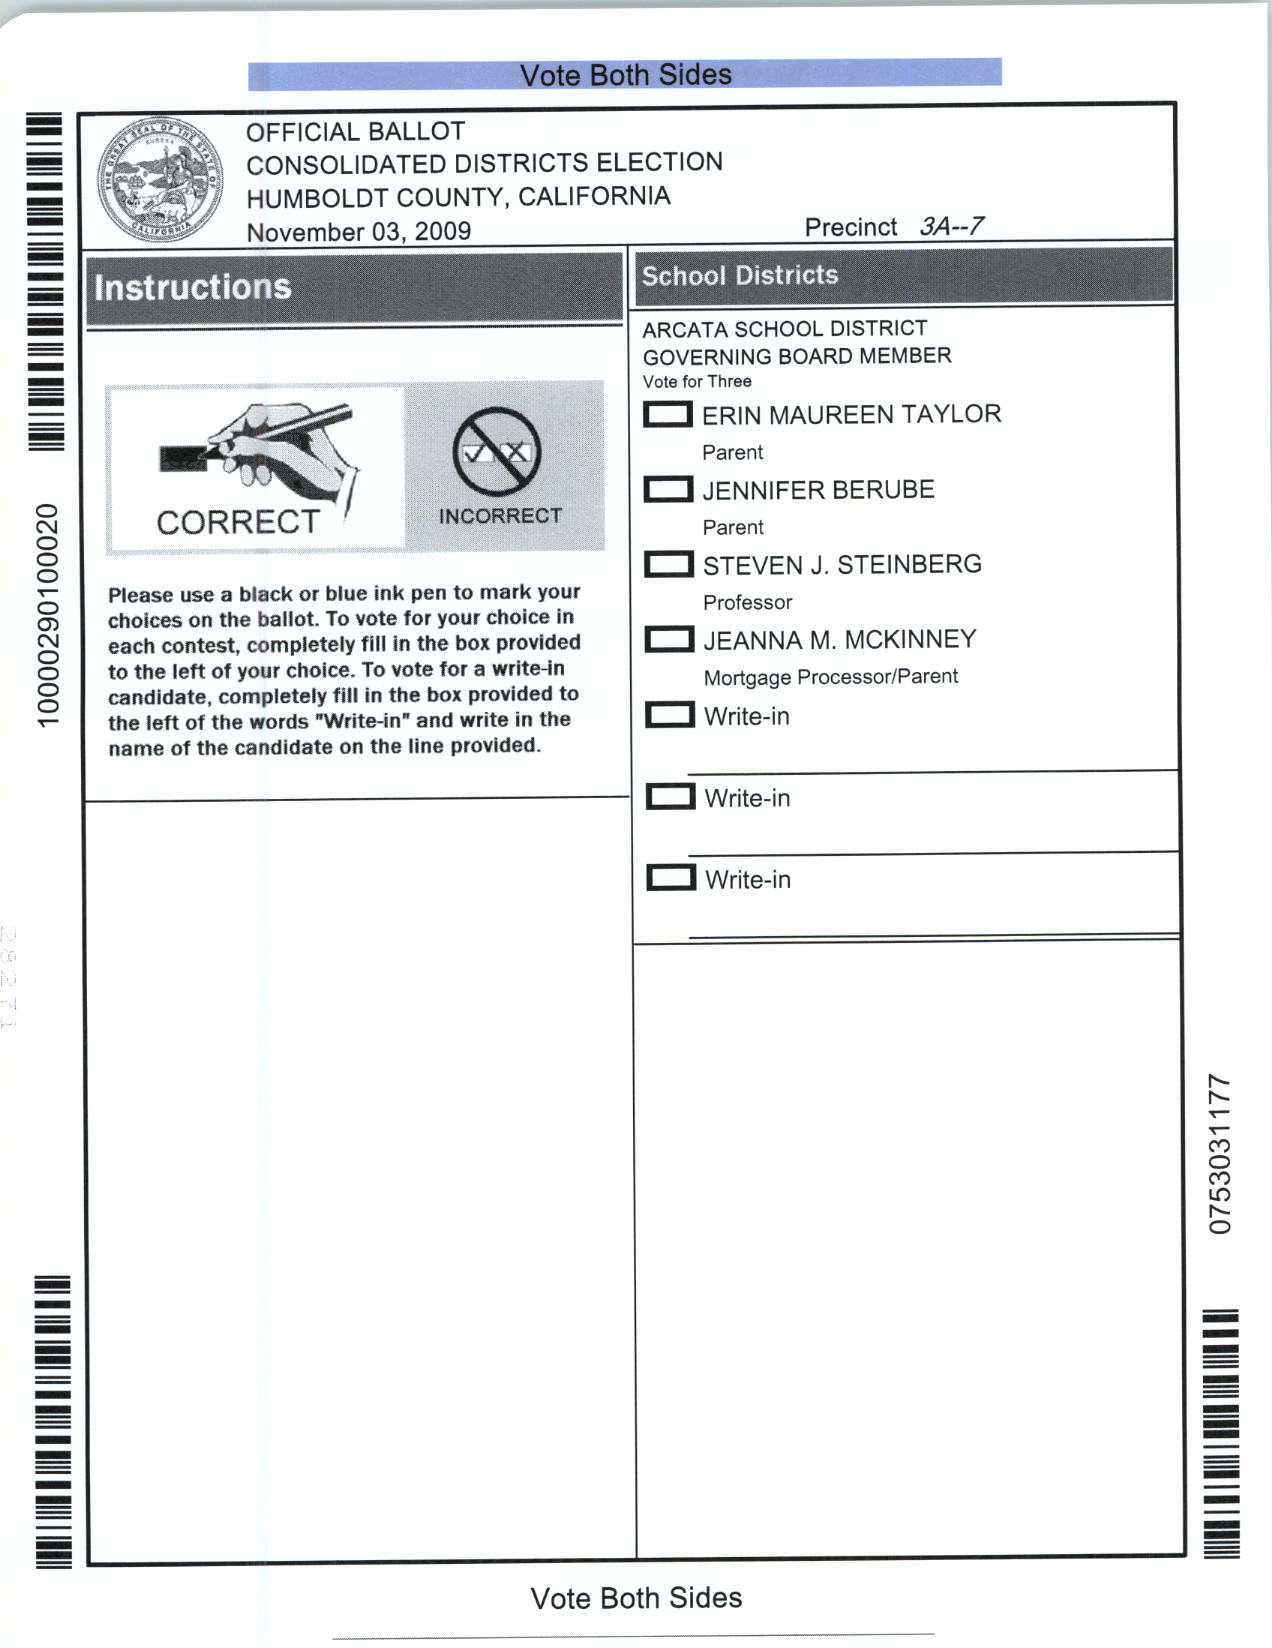 Vote Both Sides
OFFICIAL BALLOT
CONSOLIDATED DISTRICTS ELECTION
HUMBOLDT COUNTY, CALIFORNIA
November 03, 2009
Precinct 3A--7
THE GREAT SEAL OF THE STATE OF CALIFORNIA
EUREKA
Instructions
CORRECT
INCORRECT
Please use a black or blue ink pen to mark your
choices on the ballot. To vote for your choice in
each contest, completely fill in the box provided
to the left of your choice. To vote for a write-in
candidate, completely fill in the box provided to
the left of the words "Write-in" and write in the
name of the candidate on the line provided.
School Districts
ARCATA SCHOOL DISTRICT
GOVERNING BOARD MEMBER
Vote for Three
ERIN MAUREEN TAYLOR
Parent
JENNIFER BERUBE
Parent
STEVEN J. STEINBERG
Professor
JEANNA M. MCKINNEY
Mortgage Processor/Parent
Write-in
Write-in
Write-in
10000290100020
0753031177
Vote Both Sides